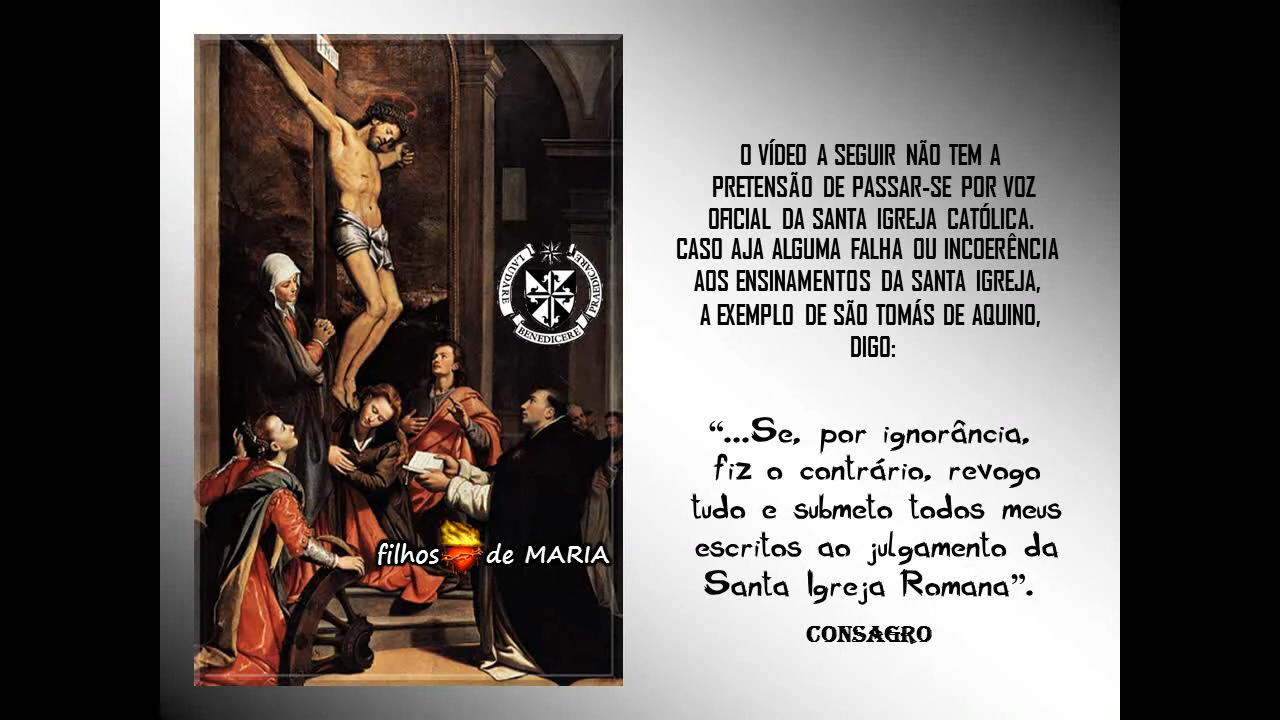 LAUDARE
BENEDICERE
PRAEDICARE
filhos de MARIA
O VÍDEO A SEGUIR NÃO TEM A
PRETENSÃO DE PASSAR-SE POR VOZ
OFICIAL DA SANTA IGREJA CATÓLICA.
CASO AJA ALGUMA FALHA OU INCOERÊNCIA
AOS ENSINAMENTOS DA SANTA IGREJA,
A EXEMPLO DE SÃO TOMÁS DE AQUINO,
DIGO:
“...Se, por ignorância,
fiz o contrário, revogo
tudo e submeto todos meus
escritos ao julgamento da
Santa Igreja Romana”.
CONSAGRO